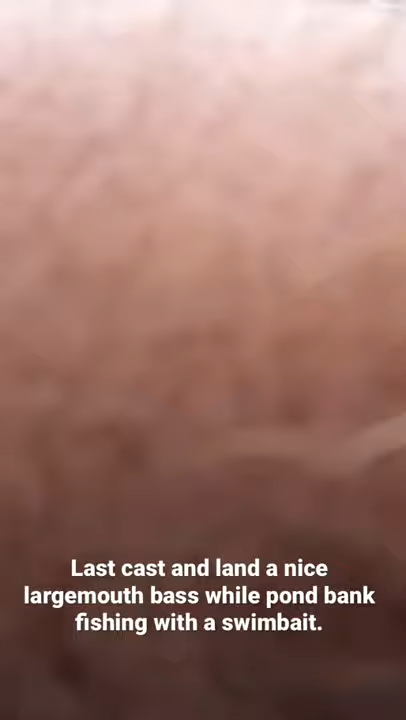 Last cast and land a nice
largemouth bass while pond bank
fishing with a swimbait.